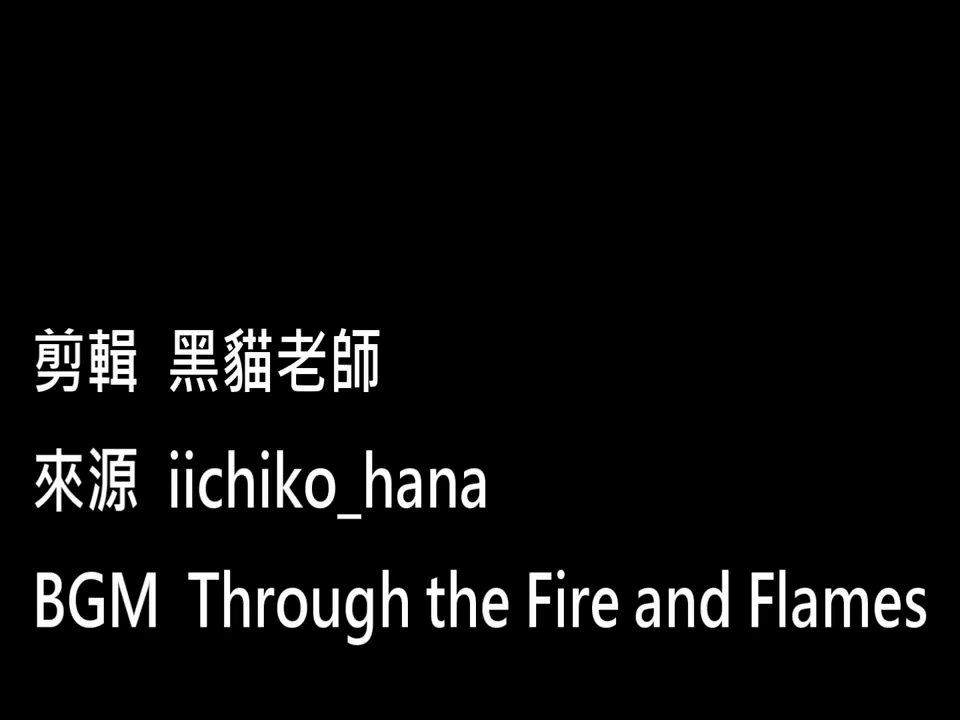 剪輯 黑貓老師
來源 iichiko_hana
BGM Through the Fire and Flames